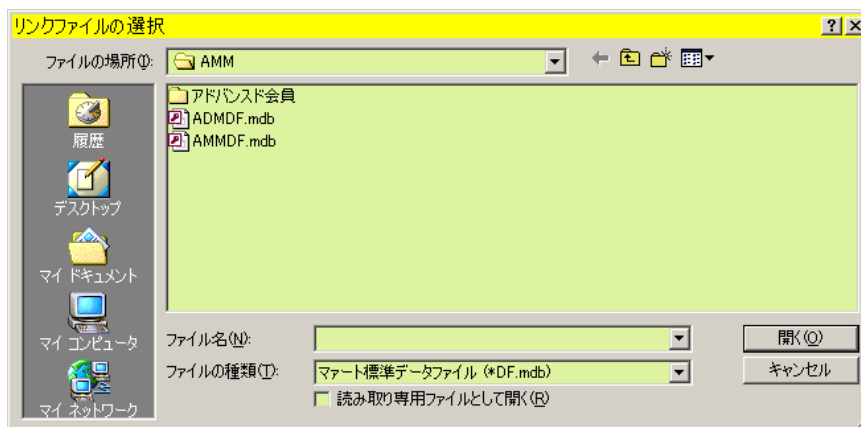 リンクファイルの選択
ファイルの場所(I):
AMM
アドバンスド会員
ADMDF.mdb
AMMDF.mdb
履歴
デスクトップ
マイ ドキュメント
マイ コンピュータ
マイ ネットワーク
ファイル名(N):
開く(O)
ファイルの種類(T):
マァート標準データファイル (*DF.mdb)
キャンセル
読み取り専用ファイルとして開く(R)